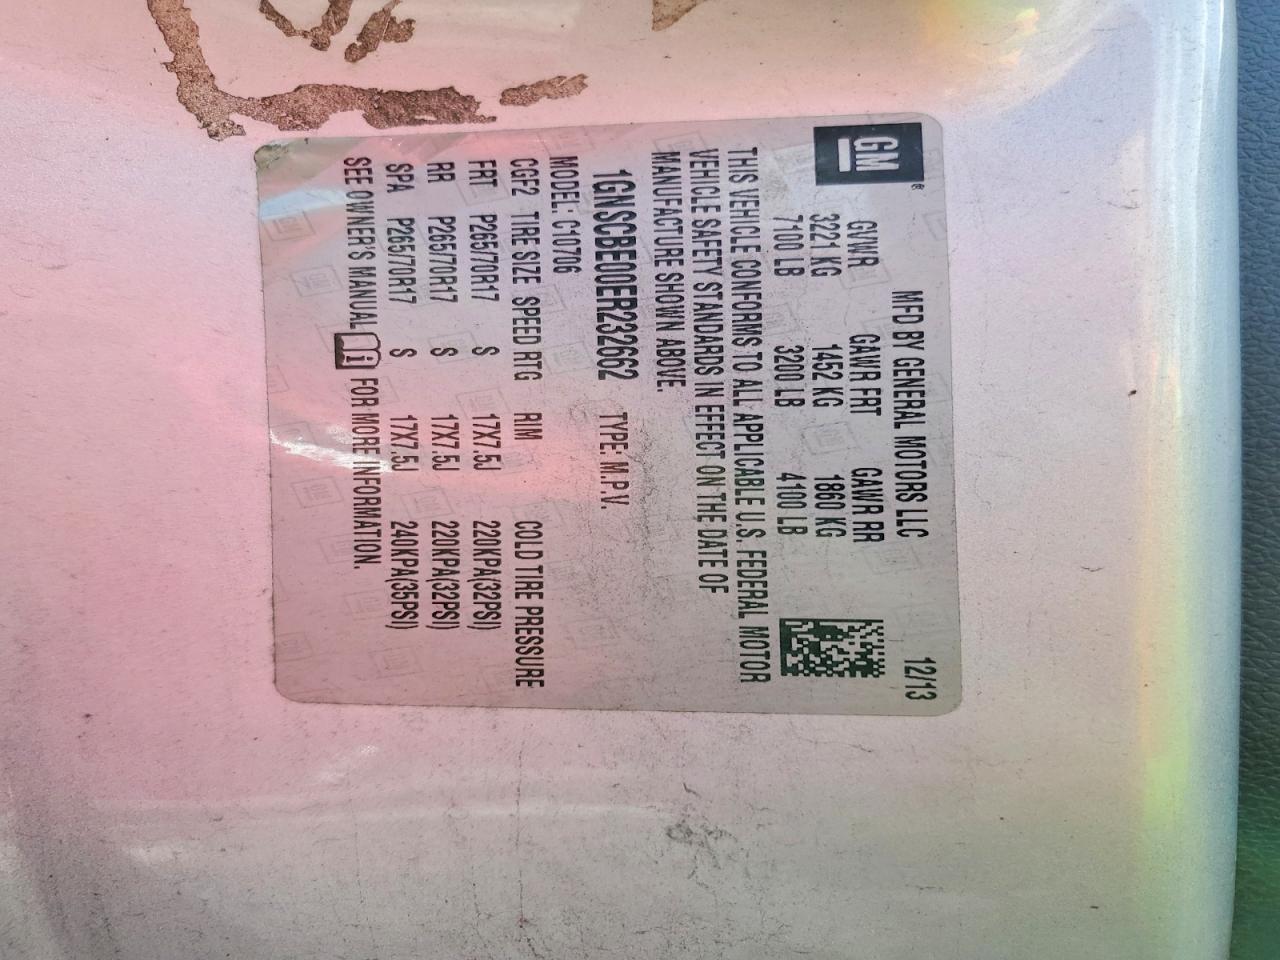 GM®
MFD BY GENERAL MOTORS LLC 12/13
GVWR GAWR FRT GAWR RR
3221 KG 1452 KG 1860 KG
7100 LB 3200 LB 4100 LB
THIS VEHICLE CONFORMS TO ALL APPLICABLE U.S. FEDERAL MOTOR
VEHICLE SAFETY STANDARDS IN EFFECT ON THE DATE OF
MANUFACTURE SHOWN ABOVE.
1GNSCBE00ER232662 TYPE: M.P.V.
MODEL: C10706
CGF2 TIRE SIZE SPEED RTG RIM COLD TIRE PRESSURE
FRT P265/70R17 S 17X7.5J 220KPA(32PSI)
RR P265/70R17 S 17X7.5J 220KPA(32PSI)
SPA P265/70R17 S 17X7.5J 240KPA(35PSI)
SEE OWNER'S MANUAL i FOR MORE INFORMATION.